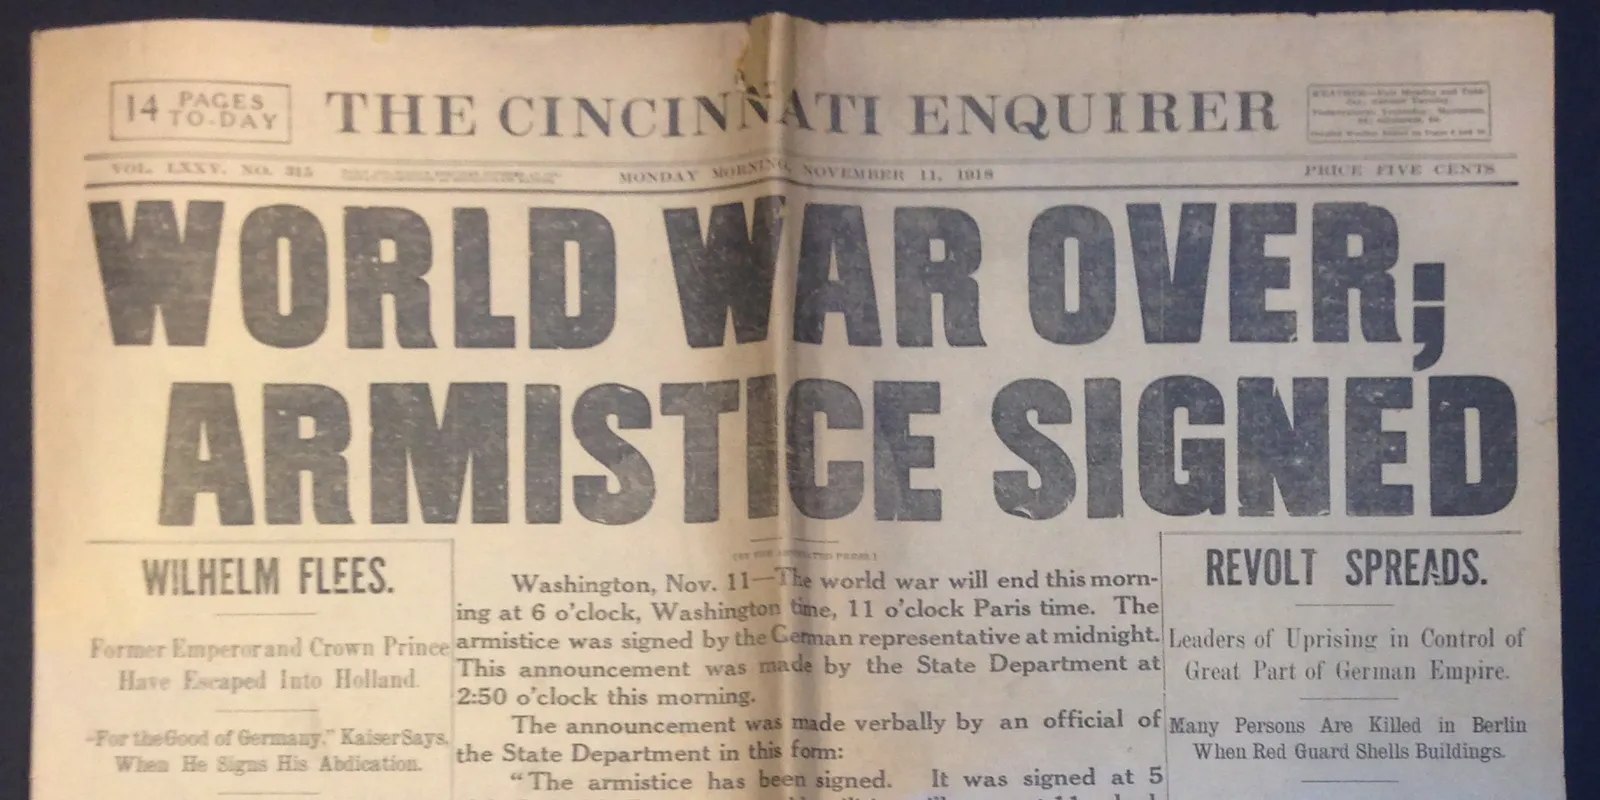 14 PAGES
TO-DAY
THE CINCINNATI ENQUIRER
VOL. LXXV. NO. 315
MONDAY MORNING, NOVEMBER 11, 1918
PRICE FIVE CENTS
WORLD WAR OVER;
ARMISTICE SIGNED
WILHELM FLEES.
Former Emperor and Crown Prince
Have Escaped Into Holland.
"For the Good of Germany," Kaiser Says,
When He Signs His Abdication.
[BY THE ASSOCIATED PRESS.]
Washington, Nov. 11—The world war will end this morn-
ing at 6 o'clock, Washington time, 11 o'clock Paris time. The
armistice was signed by the German representative at midnight.
This announcement was made by the State Department at
2:50 o'clock this morning.
The announcement was made verbally by an official of
the State Department in this form:
"The armistice has been signed. It was signed at 5
REVOLT SPREADS.
Leaders of Uprising in Control of
Great Part of German Empire.
Many Persons Are Killed in Berlin
When Red Guard Shells Buildings.